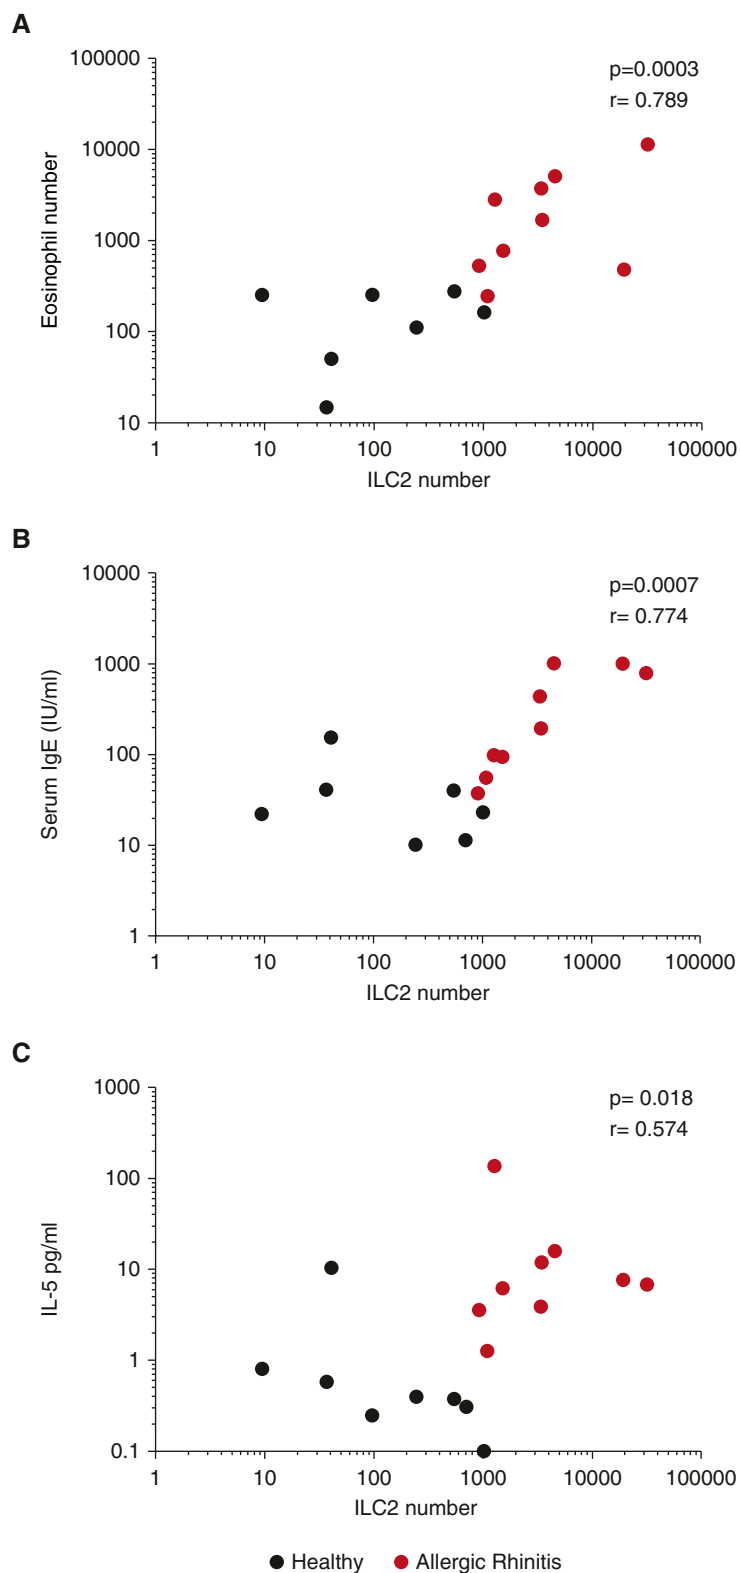 A
100000
10000
1000
100
10
Eosinophil number
p=0.0003
r= 0.789
1 10 100 1000 10000 100000
ILC2 number
B
10000
1000
100
10
1
Serum IgE (IU/ml)
p=0.0007
r= 0.774
1 10 100 1000 10000 100000
ILC2 number
C
1000
100
10
1
0.1
IL-5 pg/ml
p= 0.018
r= 0.574
1 10 100 1000 10000 100000
ILC2 number
Healthy Allergic Rhinitis